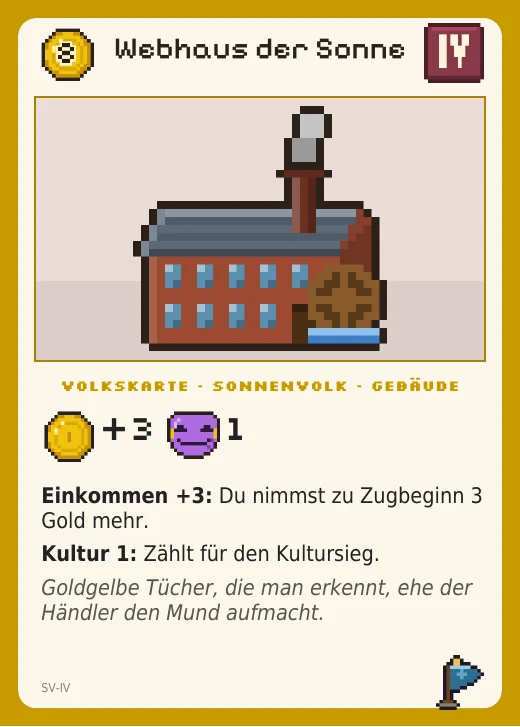 8 Webhaus der Sonne IV
VOLKSKARTE - SONNENVOLK - GEBÄUDE
+3 1
Einkommen +3: Du nimmst zu Zugbeginn 3
Gold mehr.
Kultur 1: Zählt für den Kultursieg.
Goldgelbe Tücher, die man erkennt, ehe der
Händler den Mund aufmacht.
SV-IV